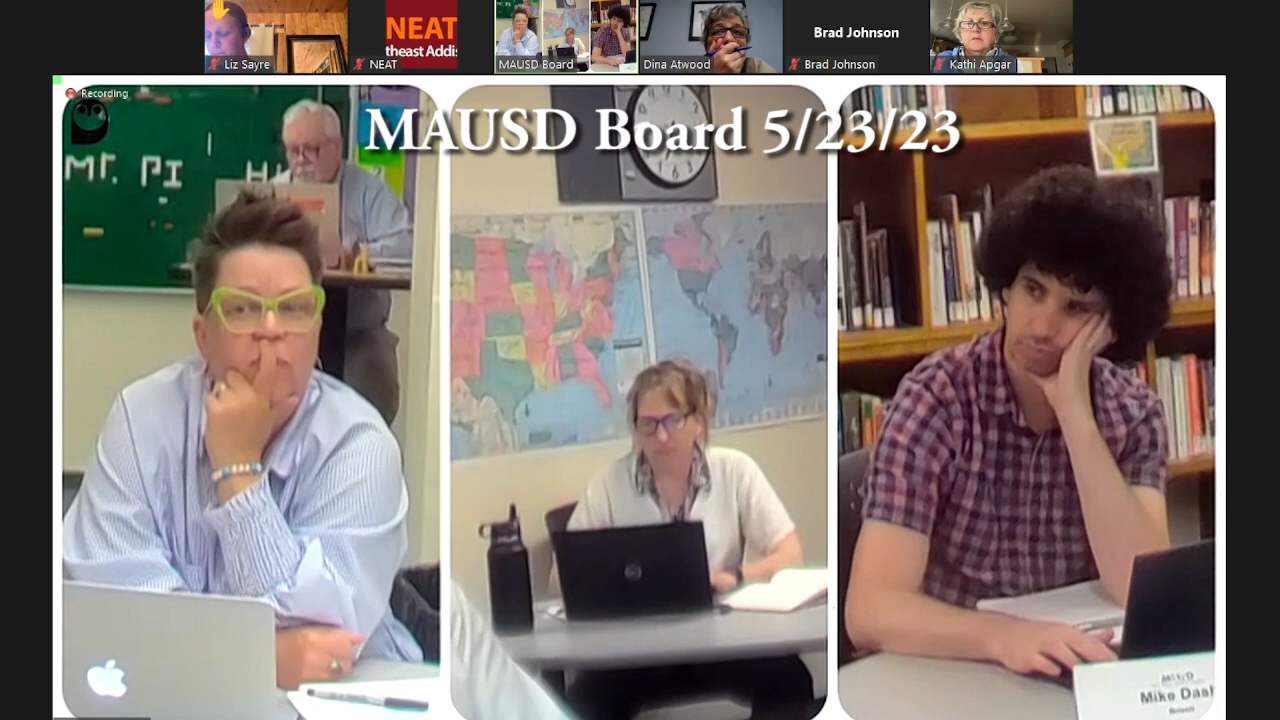 NEAT
theast Addis
Brad Johnson
Liz Sayre
NEAT
MAUSD Board
Dina Atwood
Brad Johnson
Kathi Apgar
Recording
MAUSD Board 5/23/23
Mr. PI
Mike Dash